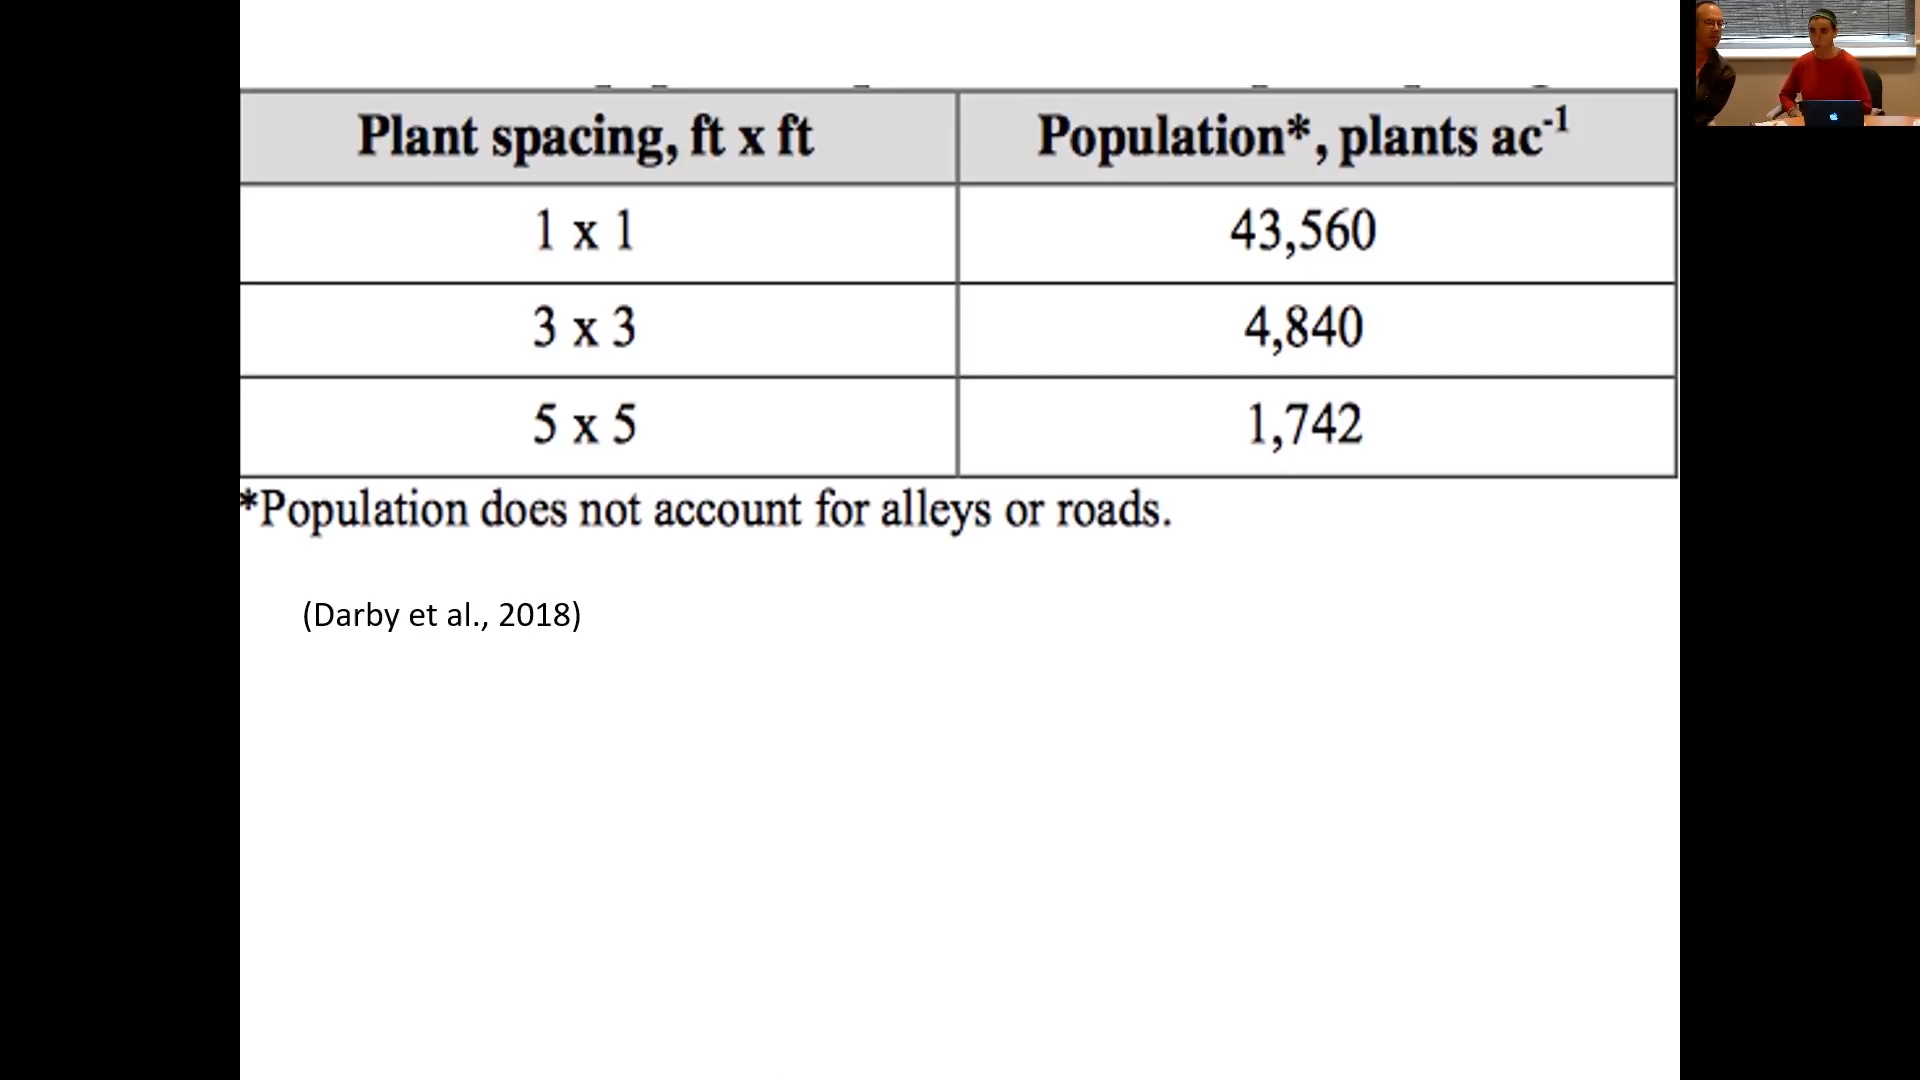 Plant spacing, ft x ft Population*, plants ac-1
1 x 1 43,560
3 x 3 4,840
5 x 5 1,742
*Population does not account for alleys or roads.
(Darby et al., 2018)